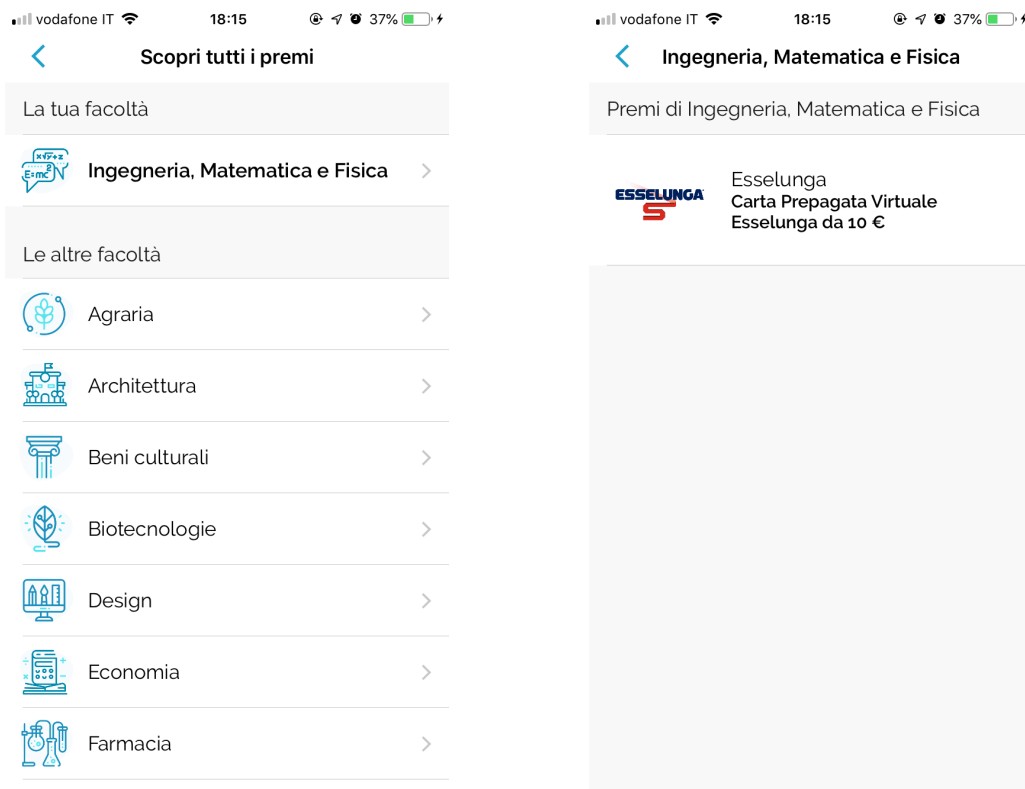 vodafone IT 18:15 37%
Scopri tutti i premi
La tua facoltà
√y+z
E=mc²
Ingegneria, Matematica e Fisica
Le altre facoltà
Agraria
Architettura
Beni culturali
Biotecnologie
Design
Economia
Farmacia
vodafone IT 18:15 37%
Ingegneria, Matematica e Fisica
Premi di Ingegneria, Matematica e Fisica
ESSELUNGA
S
Esselunga
Carta Prepagata Virtuale
Esselunga da 10 €